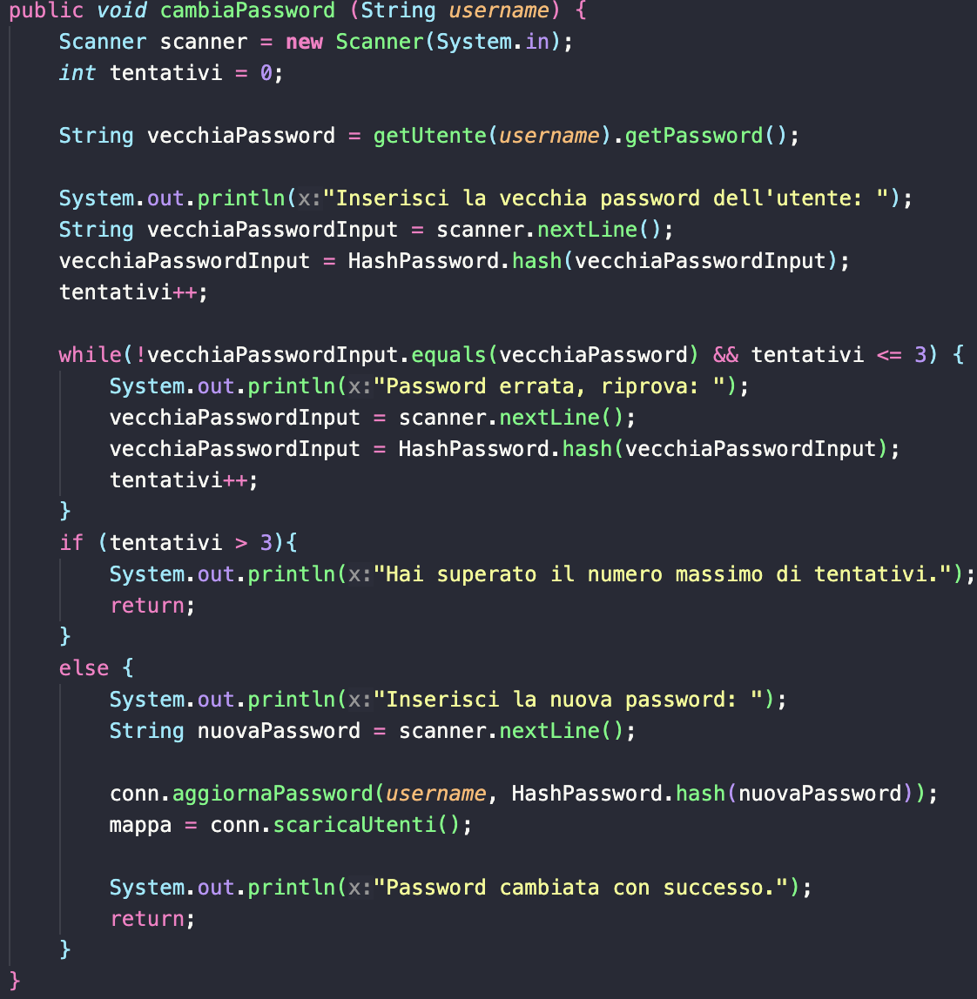 public void cambiaPassword (String username) {
Scanner scanner = new Scanner(System.in);
int tentativi = 0;
String vecchiaPassword = getUtente(username).getPassword();
System.out.println(x:"Inserisci la vecchia password dell'utente: ");
String vecchiaPasswordInput = scanner.nextLine();
vecchiaPasswordInput = HashPassword.hash(vecchiaPasswordInput);
tentativi++;
while(!vecchiaPasswordInput.equals(vecchiaPassword) && tentativi <= 3) {
System.out.println(x:"Password errata, riprova: ");
vecchiaPasswordInput = scanner.nextLine();
vecchiaPasswordInput = HashPassword.hash(vecchiaPasswordInput);
tentativi++;
}
if (tentativi > 3){
System.out.println(x:"Hai superato il numero massimo di tentativi.");
return;
}
else {
System.out.println(x:"Inserisci la nuova password: ");
String nuovaPassword = scanner.nextLine();
conn.aggiornaPassword(username, HashPassword.hash(nuovaPassword));
mappa = conn.scaricaUtenti();
System.out.println(x:"Password cambiata con successo.");
return;
}
}